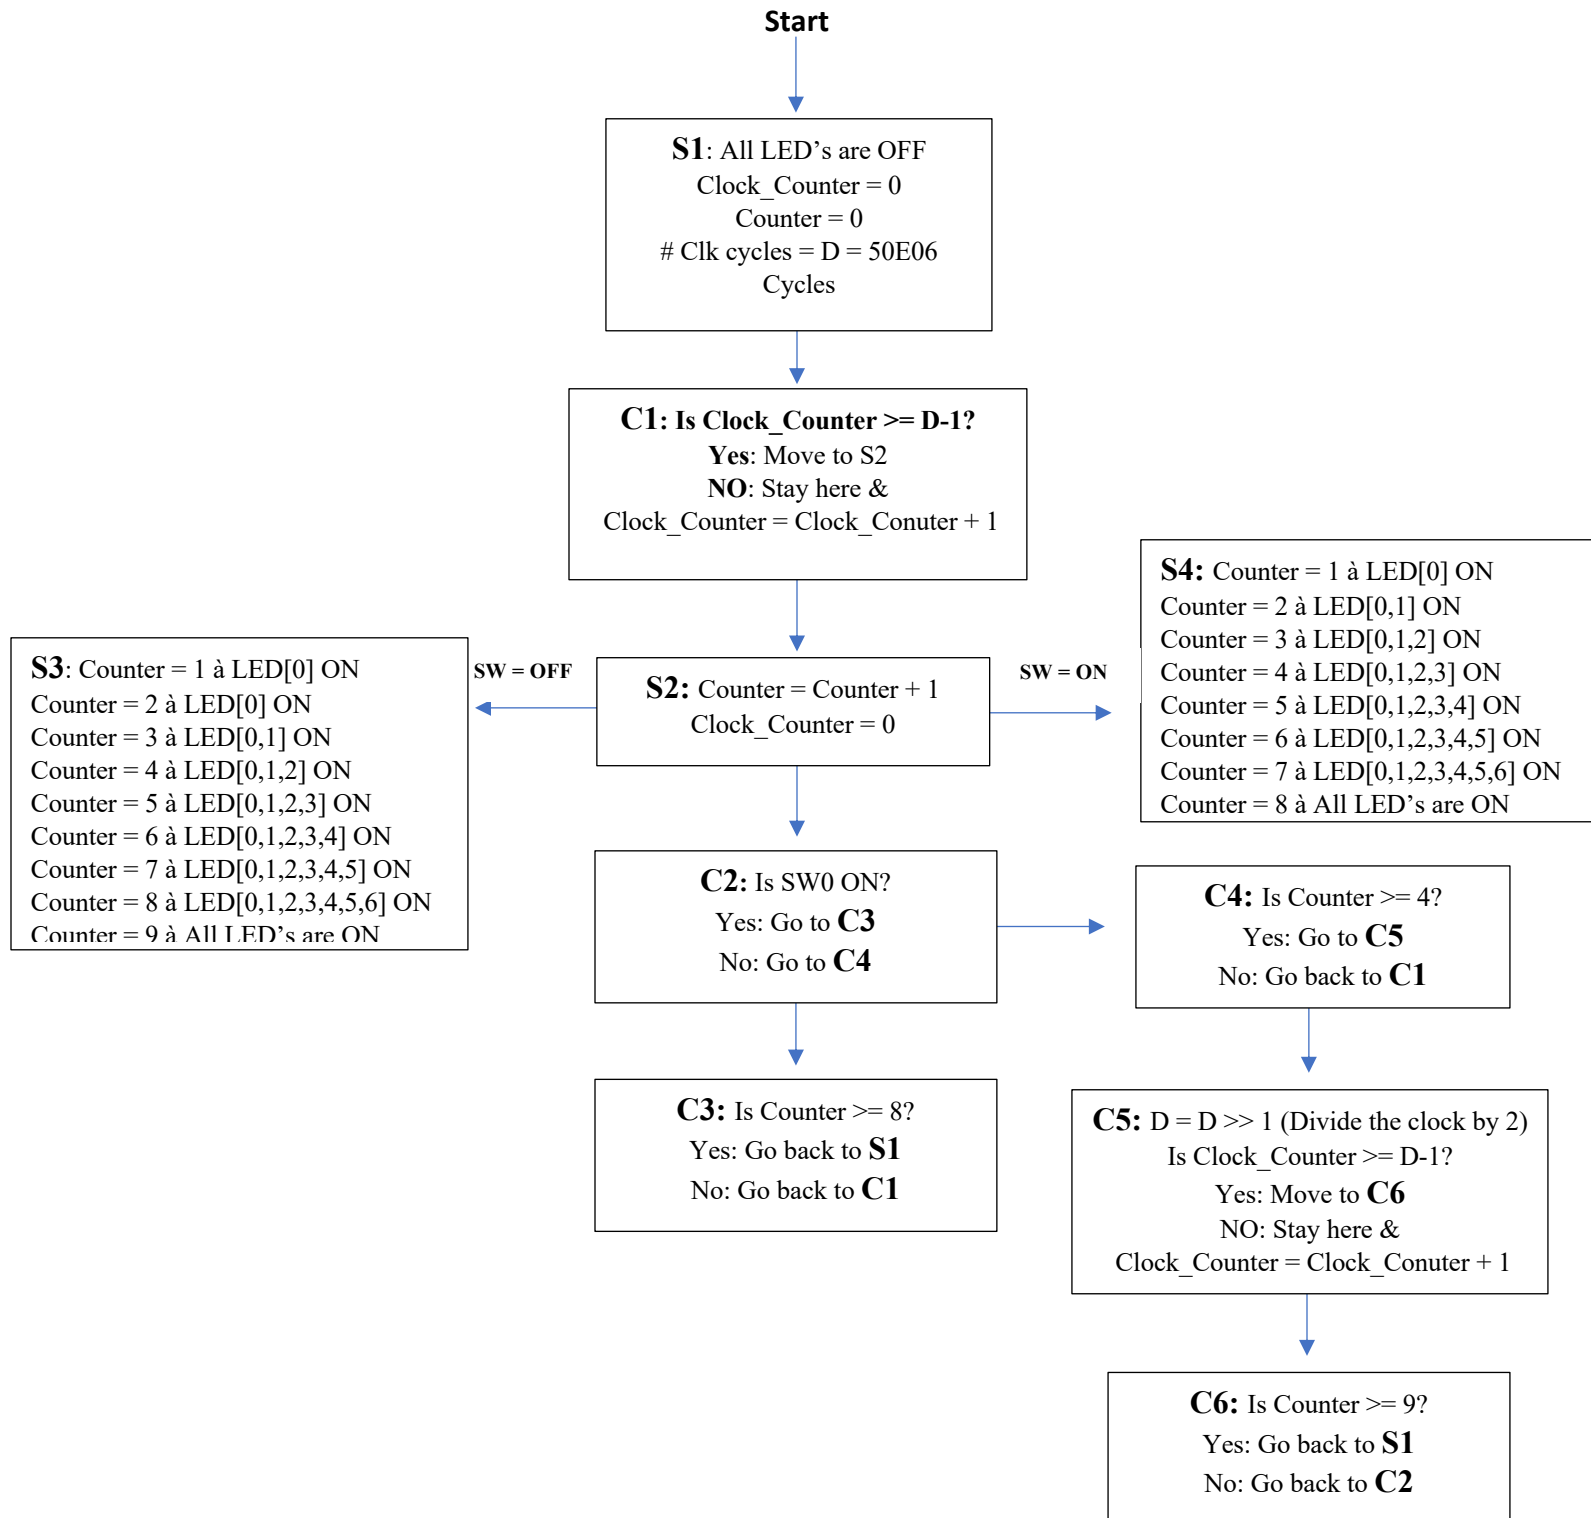 Start
S1: All LED’s are OFF
Clock_Counter = 0
Counter = 0
# Clk cycles = D = 50E06
Cycles
C1: Is Clock_Counter >= D-1?
Yes: Move to S2
NO: Stay here &
Clock_Counter = Clock_Conuter + 1
S4: Counter = 1 à LED[0] ON
Counter = 2 à LED[0,1] ON
Counter = 3 à LED[0,1,2] ON
Counter = 4 à LED[0,1,2,3] ON
Counter = 5 à LED[0,1,2,3,4] ON
Counter = 6 à LED[0,1,2,3,4,5] ON
Counter = 7 à LED[0,1,2,3,4,5,6] ON
Counter = 8 à All LED’s are ON
S3: Counter = 1 à LED[0] ON
Counter = 2 à LED[0] ON
Counter = 3 à LED[0,1] ON
Counter = 4 à LED[0,1,2] ON
Counter = 5 à LED[0,1,2,3] ON
Counter = 6 à LED[0,1,2,3,4] ON
Counter = 7 à LED[0,1,2,3,4,5] ON
Counter = 8 à LED[0,1,2,3,4,5,6] ON
Counter = 9 à All LED’s are ON
SW = OFF
S2: Counter = Counter + 1
Clock_Counter = 0
SW = ON
C2: Is SW0 ON?
Yes: Go to C3
No: Go to C4
C4: Is Counter >= 4?
Yes: Go to C5
No: Go back to C1
C3: Is Counter >= 8?
Yes: Go back to S1
No: Go back to C1
C5: D = D >> 1 (Divide the clock by 2)
Is Clock_Counter >= D-1?
Yes: Move to C6
NO: Stay here &
Clock_Counter = Clock_Conuter + 1
C6: Is Counter >= 9?
Yes: Go back to S1
No: Go back to C2